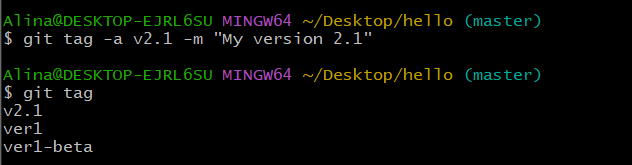 Alina@DESKTOP-EJRL6SU MINGW64 ~/Desktop/hello (master)
$ git tag -a v2.1 -m "My version 2.1"
Alina@DESKTOP-EJRL6SU MINGW64 ~/Desktop/hello (master)
$ git tag
v2.1
ver1
ver1-beta